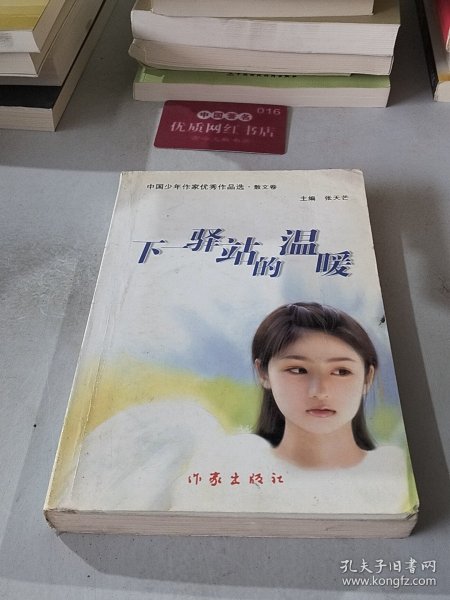 016
中国著名
优质网红书店
中国少年作家优秀作品选·散文卷
主编 张天芒
下一驿站的温暖
作家出版社
孔夫子旧书网
www.kongfz.com